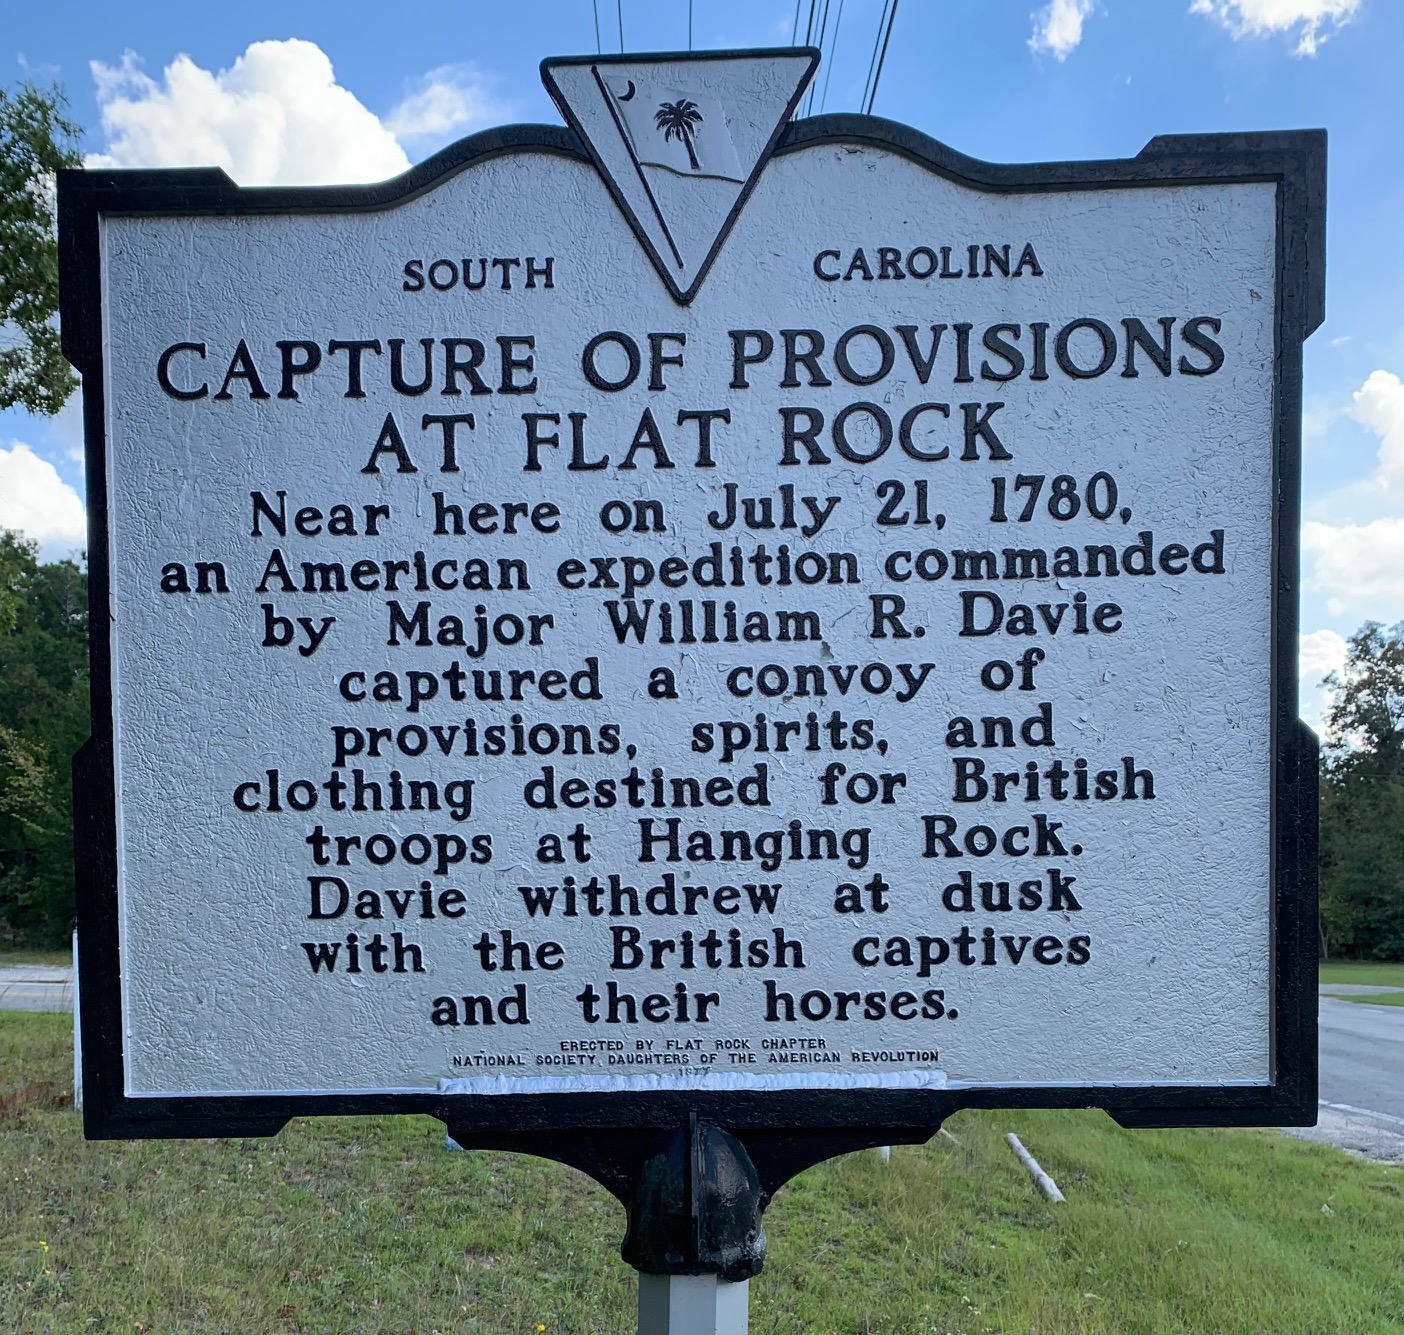 SOUTH CAROLINA
CAPTURE OF PROVISIONS
AT FLAT ROCK
Near here on July 21, 1780,
an American expedition commanded
by Major William R. Davie
captured a convoy of
provisions, spirits, and
clothing destined for British
troops at Hanging Rock.
Davie withdrew at dusk
with the British captives
and their horses.
ERECTED BY FLAT ROCK CHAPTER
NATIONAL SOCIETY, DAUGHTERS OF THE AMERICAN REVOLUTION